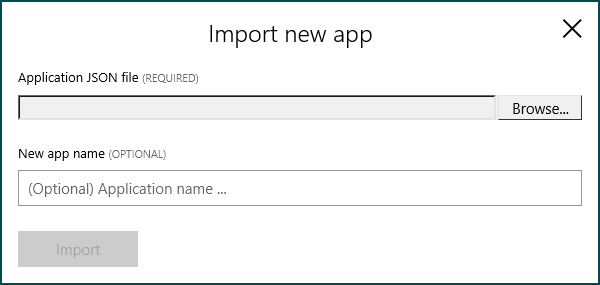 Import new app
Application JSON file (REQUIRED)
Browse...
New app name (OPTIONAL)
(Optional) Application name ...
Import